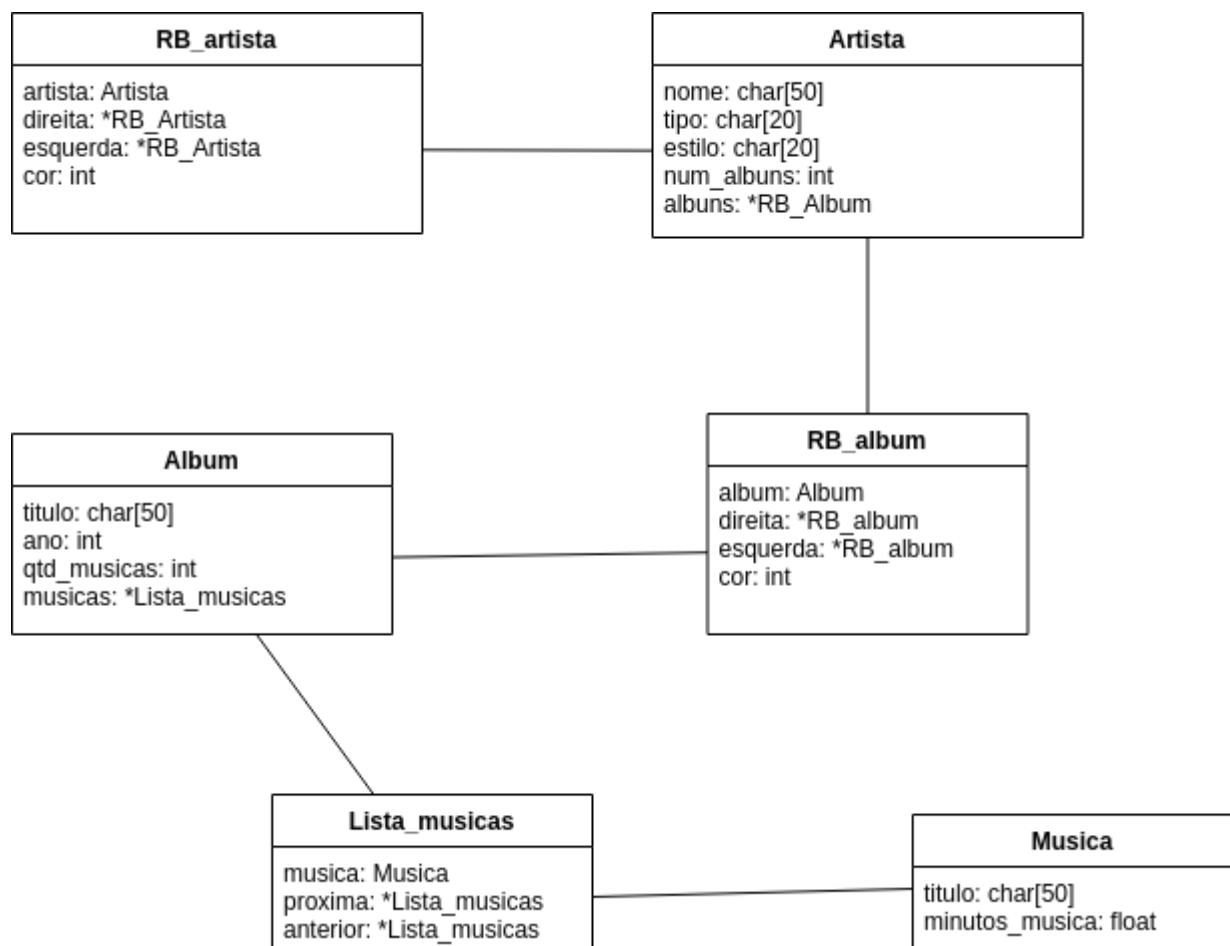 RB_artista
artista: Artista
direita: *RB_Artista
esquerda: *RB_Artista
cor: int
Artista
nome: char[50]
tipo: char[20]
estilo: char[20]
num_albuns: int
albuns: *RB_Album
Album
titulo: char[50]
ano: int
qtd_musicas: int
musicas: *Lista_musicas
RB_album
album: Album
direita: *RB_album
esquerda: *RB_album
cor: int
Lista_musicas
musica: Musica
proxima: *Lista_musicas
anterior: *Lista_musicas
Musica
titulo: char[50]
minutos_musica: float